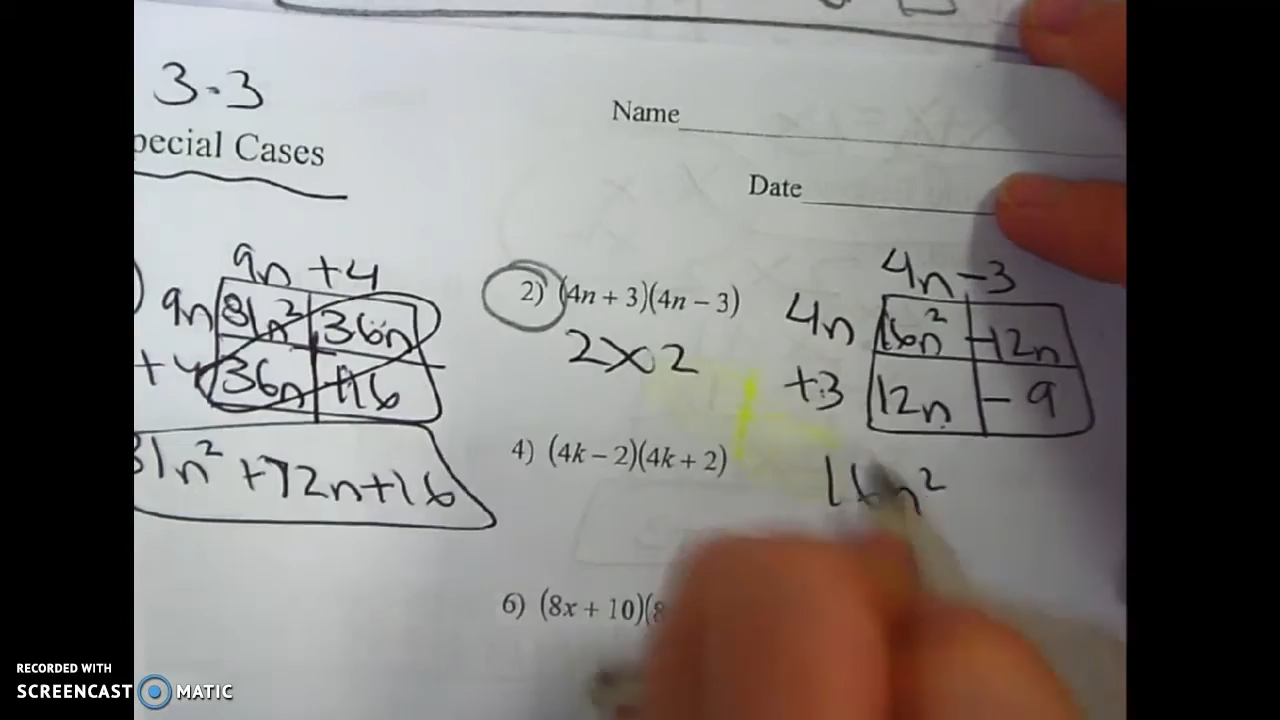 3.3
Name
pecial Cases
Date
9n +4
9n 81n² 36n
+4 36n +16
81n² +72n+16
2) (4n + 3)(4n − 3)
2×2
4n −3
4n 16n² −12n
+3 12n −9
16n²
4) (4k − 2)(4k + 2)
6) (8x + 10)(8
RECORDED WITH
SCREENCAST MATIC